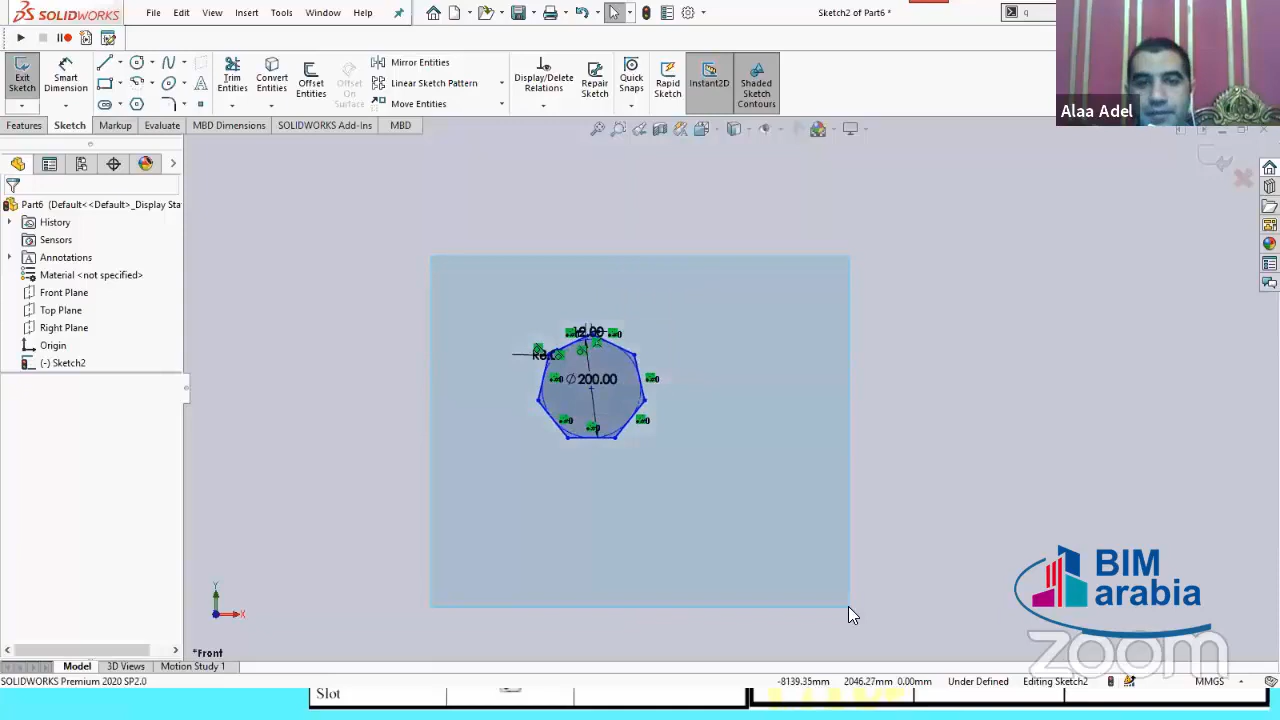 SOLIDWORKS
File
Edit
View
Insert
Tools
Window
Help
Sketch2 of Part6 *
q
Alaa Adel
Exit
Sketch
Smart
Dimension
Trim
Entities
Convert
Entities
Offset
Entities
Offset
On
Surface
Mirror Entities
Linear Sketch Pattern
Move Entities
Display/Delete
Relations
Repair
Sketch
Quick
Snaps
Rapid
Sketch
Instant2D
Shaded
Sketch
Contours
Features
Sketch
Markup
Evaluate
MBD Dimensions
SOLIDWORKS Add-Ins
MBD
Part6 (Default<<Default>_Display Sta
History
Sensors
Annotations
Material <not specified>
Front Plane
Top Plane
Right Plane
Origin
(-) Sketch2
12.00
∅200.00
Y
X
*Front
BIM
arabia
zoom
Model
3D Views
Motion Study 1
SOLIDWORKS Premium 2020 SP2.0
-8139.35mm
2046.27mm
0.00mm
Under Defined
Editing Sketch2
MMGS
Slot